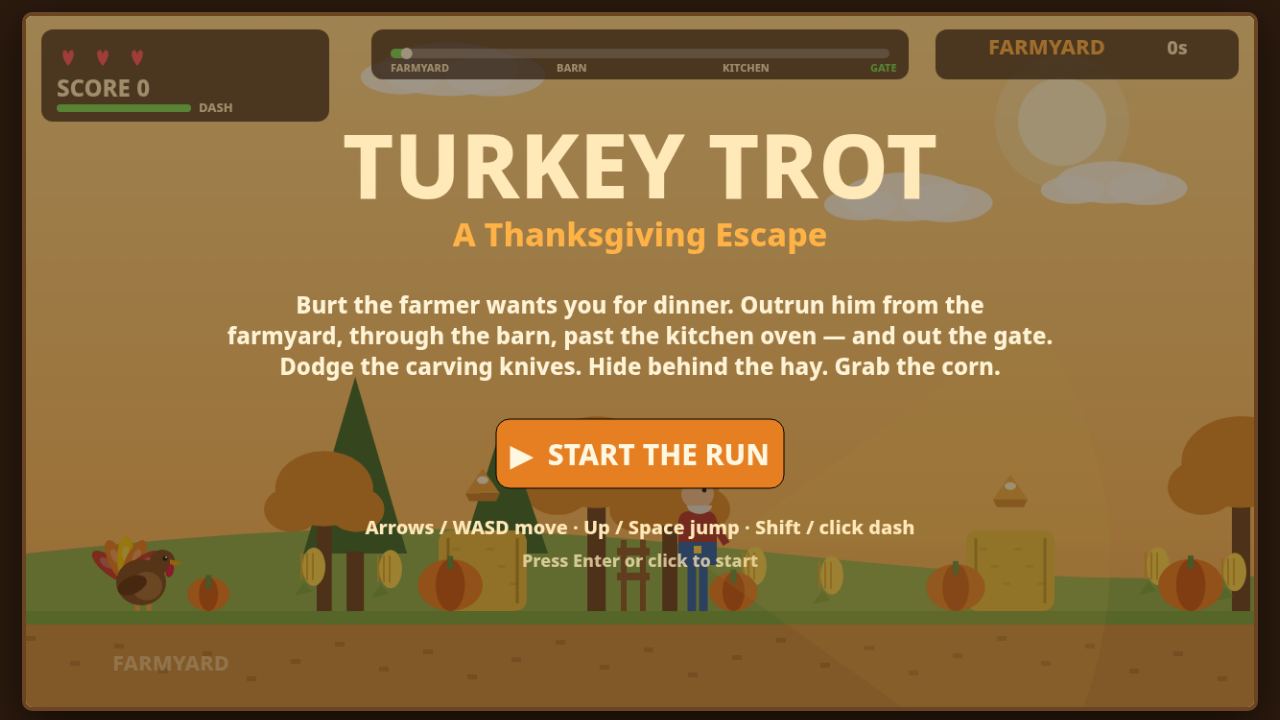 SCORE 0
DASH
FARMYARD BARN KITCHEN GATE
FARMYARD 0s
TURKEY TROT
A Thanksgiving Escape
Burt the farmer wants you for dinner. Outrun him from the
farmyard, through the barn, past the kitchen oven — and out the gate.
Dodge the carving knives. Hide behind the hay. Grab the corn.
▶ START THE RUN
Arrows / WASD move · Up / Space jump · Shift / click dash
Press Enter or click to start
FARMYARD